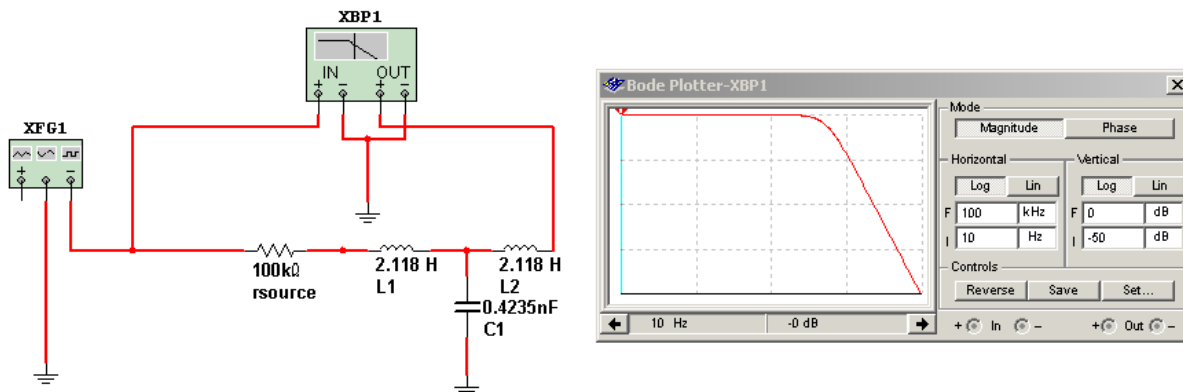 XBP1
IN OUT
+ − + −
XFG1
+ −
100kΩ
rsource
2.118 H
L1
2.118 H
L2
0.4235nF
C1
Bode Plotter-XBP1
Mode
Magnitude Phase
Horizontal Vertical
Log Lin Log Lin
F 100 kHz F 0 dB
I 10 Hz I -50 dB
Controls
Reverse Save Set...
10 Hz -0 dB
+ In − + Out −